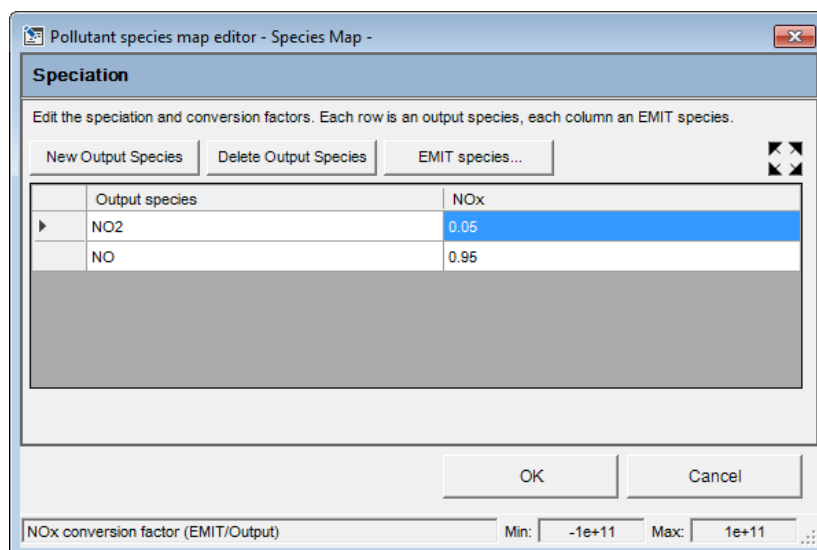 Pollutant species map editor - Species Map -
Speciation
Edit the speciation and conversion factors. Each row is an output species, each column an EMIT species.
New Output Species Delete Output Species EMIT species...
Output species NOx
NO2 0.05
NO 0.95
OK Cancel
NOx conversion factor (EMIT/Output) Min: -1e+11 Max: 1e+11